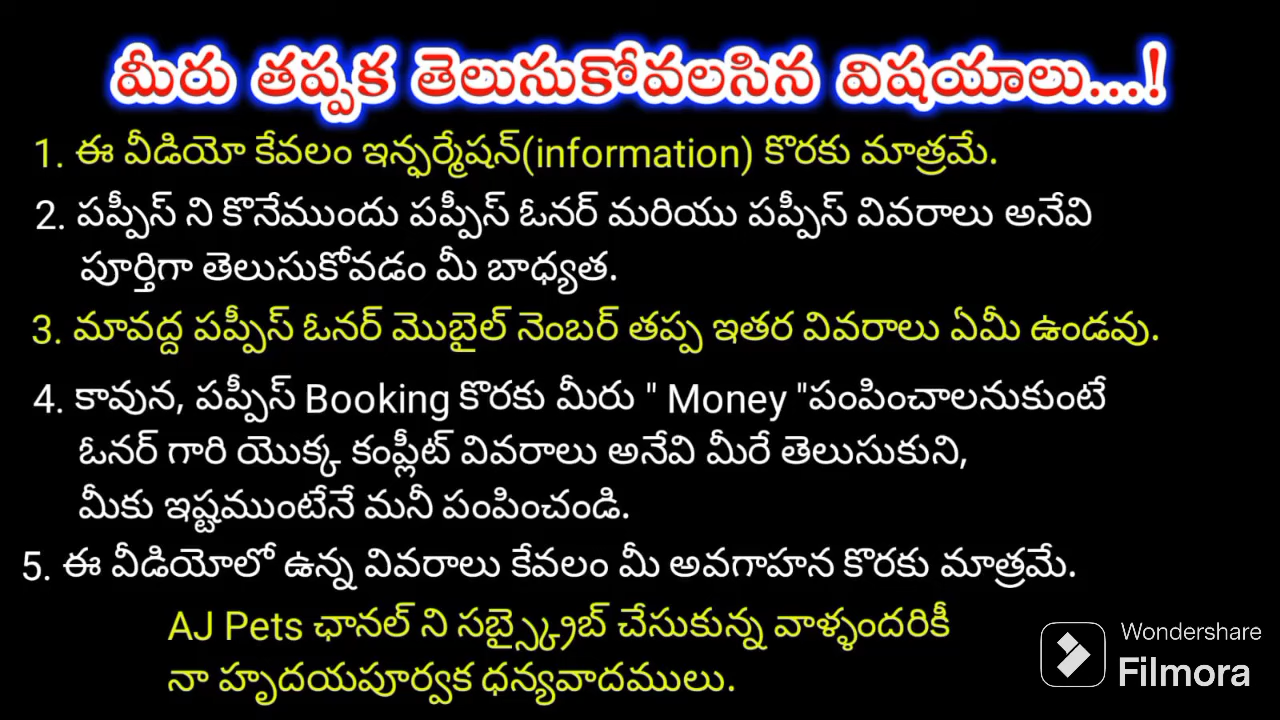 మీరు తప్పక తెలుసుకోవలసిన విషయాలు...!
1. ఈ వీడియో కేవలం ఇన్ఫర్మేషన్(information) కొరకు మాత్రమే.
2. పప్పీస్ ని కొనేముందు పప్పీస్ ఓనర్ మరియు పప్పీస్ వివరాలు అనేవి
పూర్తిగా తెలుసుకోవడం మీ బాధ్యత.
3. మావద్ద పప్పీస్ ఓనర్ మొబైల్ నెంబర్ తప్ప ఇతర వివరాలు ఏమీ ఉండవు.
4. కావున, పప్పీస్ Booking కొరకు మీరు " Money "పంపించాలనుకుంటే
ఓనర్ గారి యొక్క కంప్లీట్ వివరాలు అనేవి మీరే తెలుసుకుని,
మీకు ఇష్టముంటేనే మనీ పంపించండి.
5. ఈ వీడియోలో ఉన్న వివరాలు కేవలం మీ అవగాహన కొరకు మాత్రమే.
AJ Pets ఛానల్ ని సబ్స్క్రైబ్ చేసుకున్న వాళ్ళందరికీ
నా హృదయపూర్వక ధన్యవాదములు.
Wondershare
Filmora